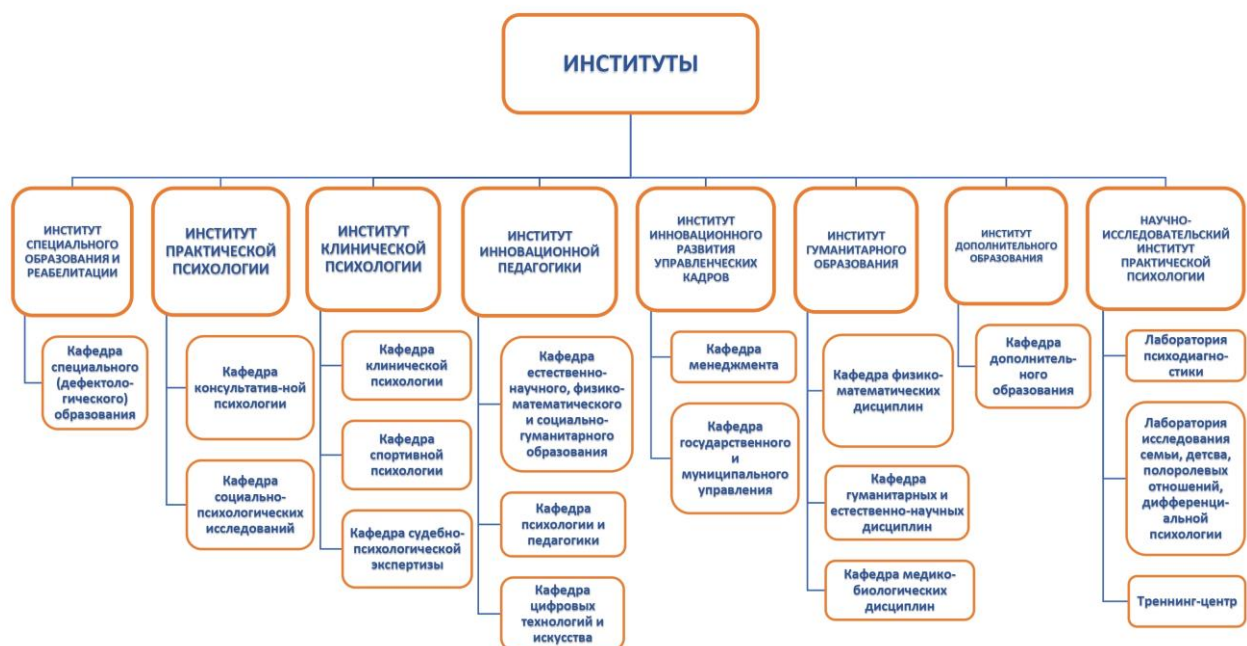 ИНСТИТУТЫ
ИНСТИТУТ
СПЕЦИАЛЬНОГО
ОБРАЗОВАНИЯ И
РЕАБЕЛИТАЦИИ
ИНСТИТУТ
ПРАКТИЧЕСКОЙ
ПСИХОЛОГИИ
ИНСТИТУТ
КЛИНИЧЕСКОЙ
ПСИХОЛОГИИ
ИНСТИТУТ
ИННОВАЦИОННОЙ
ПЕДАГОГИКИ
ИНСТИТУТ
ИННОВАЦИОННОГО
РАЗВИТИЯ
УПРАВЛЕНЧЕСКИХ
КАДРОВ
ИНСТИТУТ
ГУМАНИТАРНОГО
ОБРАЗОВАНИЯ
ИНСТИТУТ
ДОПОЛНИТЕЛЬНОГО
ОБРАЗОВАНИЯ
НАУЧНО-
ИССЛЕДОВАТЕЛЬСКИЙ
ИНСТИТУТ
ПРАКТИЧЕСКОЙ
ПСИХОЛОГИИ
Кафедра
специального
(дефектоло-
гического)
образования
Кафедра
консультатив-ной
психологии
Кафедра
социально-
психологических
исследований
Кафедра
клинической
психологии
Кафедра
спортивной
психологии
Кафедра судебно-
психологической
экспертизы
Кафедра
естественно-
научного, физико-
математического
и социально-
гуманитарного
образования
Кафедра
психологии и
педагогики
Кафедра
цифровых
технологий и
искусства
Кафедра
менеджмента
Кафедра
государственного
и
муниципального
управления
Кафедра физико-
математических
дисциплин
Кафедра
гуманитарных и
естественно-научных
дисциплин
Кафедра медико-
биологических
дисциплин
Кафедра
дополнитель-
ного
образования
Лаборатория
психодиагно-
стики
Лаборатория
исследования
семьи, детсва,
полоролевых
отношений,
дифференци-
альной
психологии
Треннинг-центр